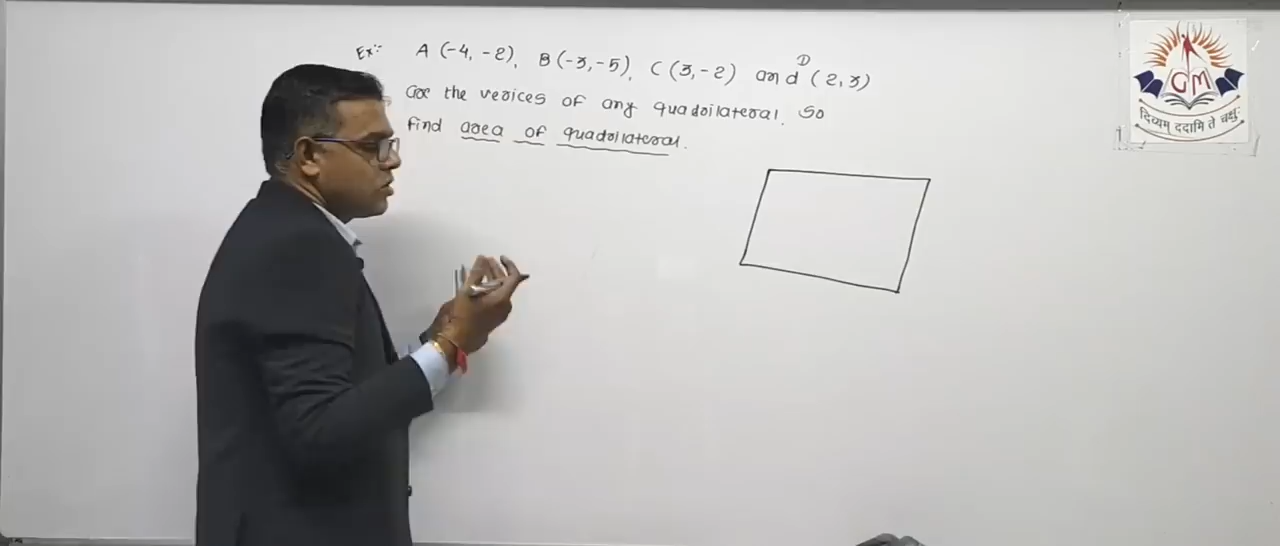 Ex:- A (-4, -2), B (-3, -5), C (3, -2) and D (2, 3)
are the verices of any quadrilateral. So
find area of quadrilateral.
GM
दिव्यम् ददामि ते चक्षुः